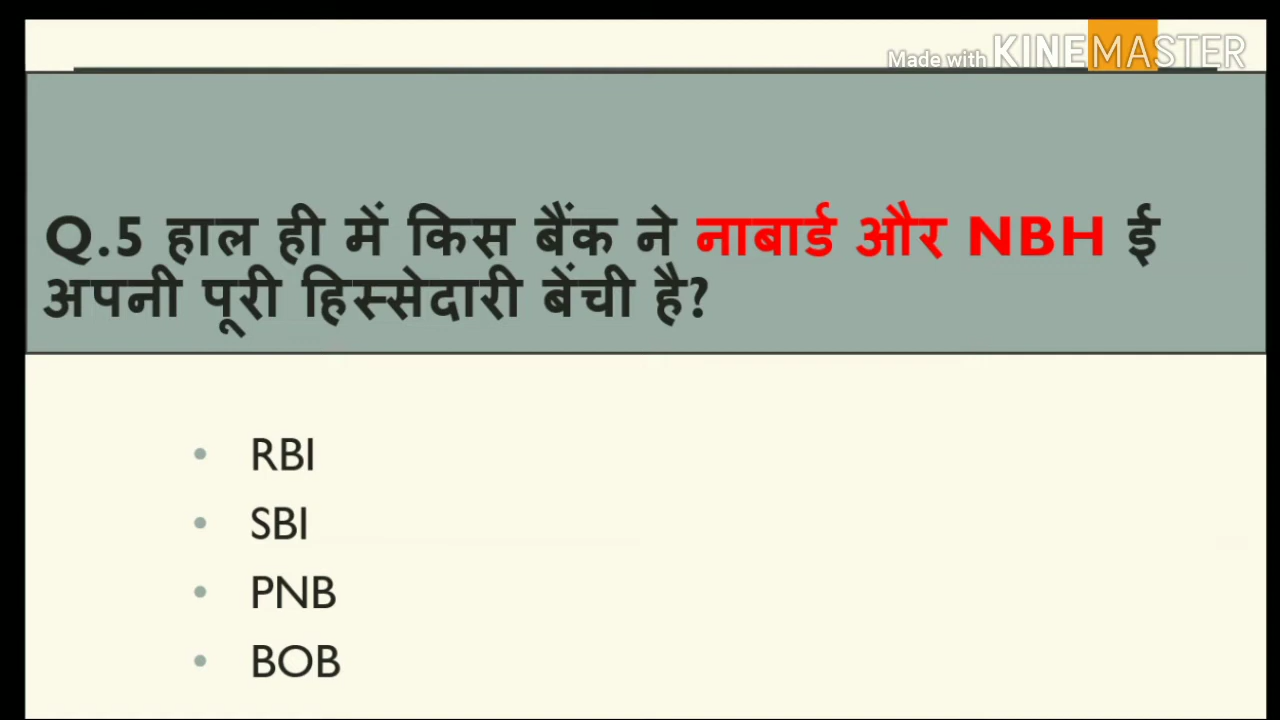 Made with KINEMASTER
Q.5 हाल ही में किस बैंक ने नाबार्ड और NBH ई
अपनी पूरी हिस्सेदारी बेंची है?
• RBI
• SBI
• PNB
• BOB